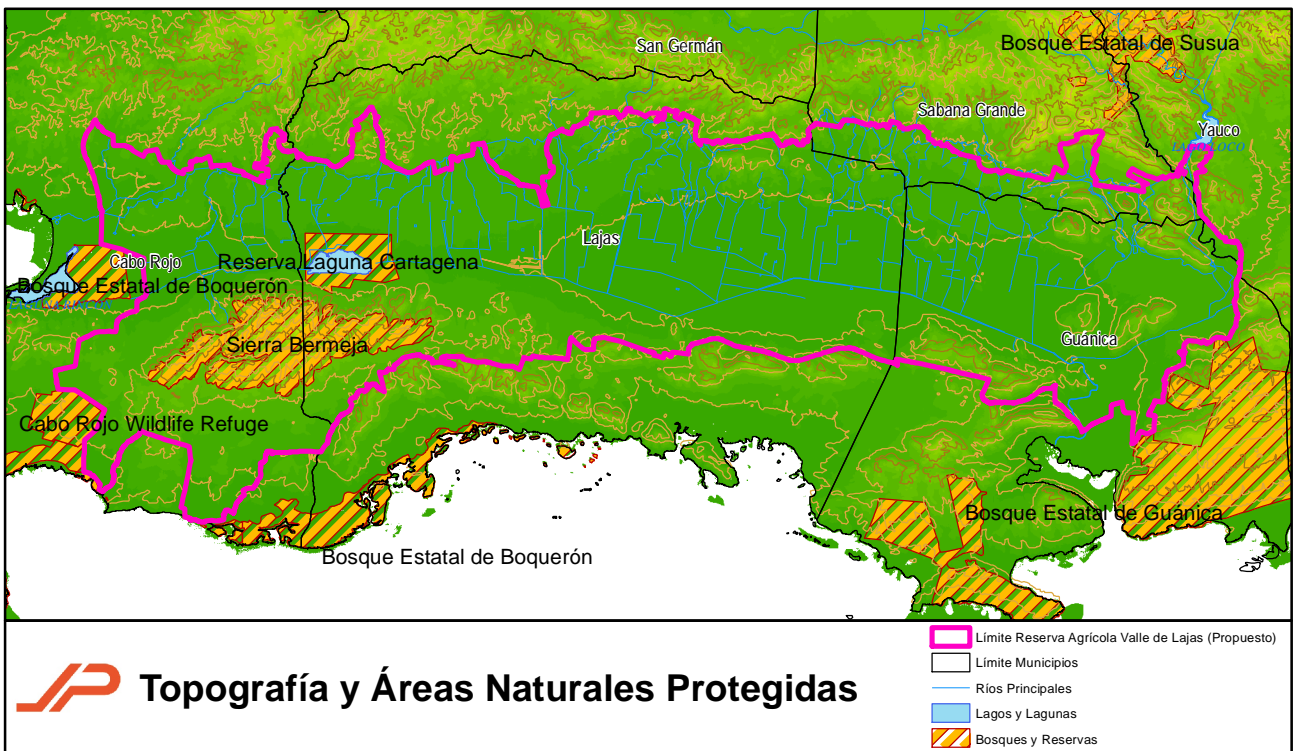 San Germán
Bosque Estatal de Susua
Sabana Grande
Yauco
Lajas
Cabo Rojo
Reserva Laguna Cartagena
Bosque Estatal de Boquerón
Sierra Bermeja
Guánica
Cabo Rojo Wildlife Refuge
Bosque Estatal de Guánica
Bosque Estatal de Boquerón
Topografía y Áreas Naturales Protegidas
Límite Reserva Agrícola Valle de Lajas (Propuesto)
Límite Municipios
Ríos Principales
Lagos y Lagunas
Bosques y Reservas